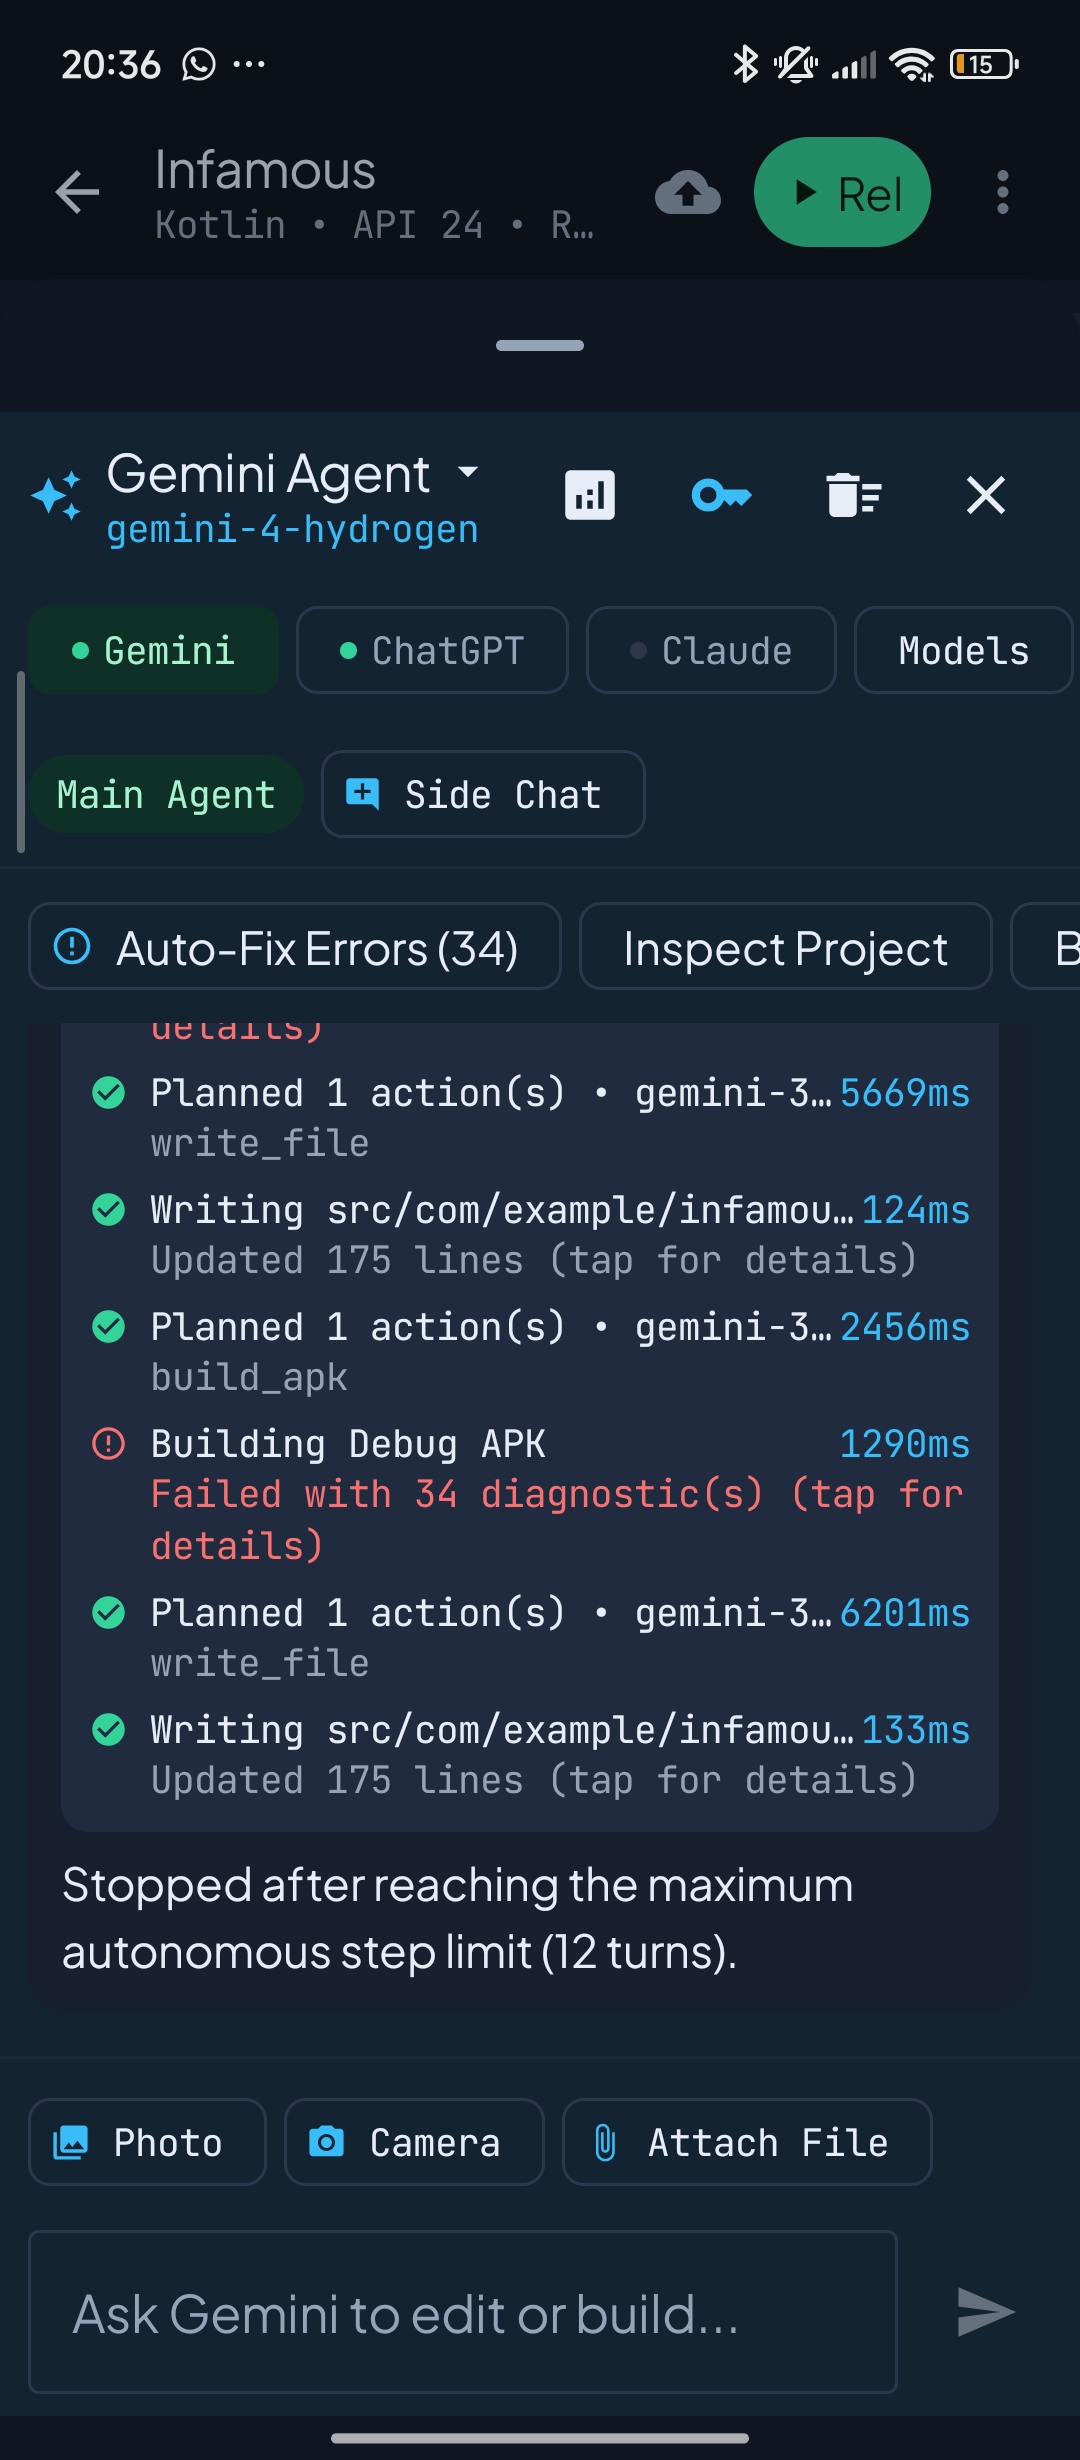 20:36 ...
15
Infamous
Kotlin • API 24 • R…
Rel
Gemini Agent
gemini-4-hydrogen
Gemini
ChatGPT
Claude
Models
Main Agent
Side Chat
Auto-Fix Errors (34)
Inspect Project
B
details)
Planned 1 action(s) • gemini-3… 5669ms
write_file
Writing src/com/example/infamou… 124ms
Updated 175 lines (tap for details)
Planned 1 action(s) • gemini-3… 2456ms
build_apk
Building Debug APK 1290ms
Failed with 34 diagnostic(s) (tap for
details)
Planned 1 action(s) • gemini-3… 6201ms
write_file
Writing src/com/example/infamou… 133ms
Updated 175 lines (tap for details)
Stopped after reaching the maximum
autonomous step limit (12 turns).
Photo
Camera
Attach File
Ask Gemini to edit or build...